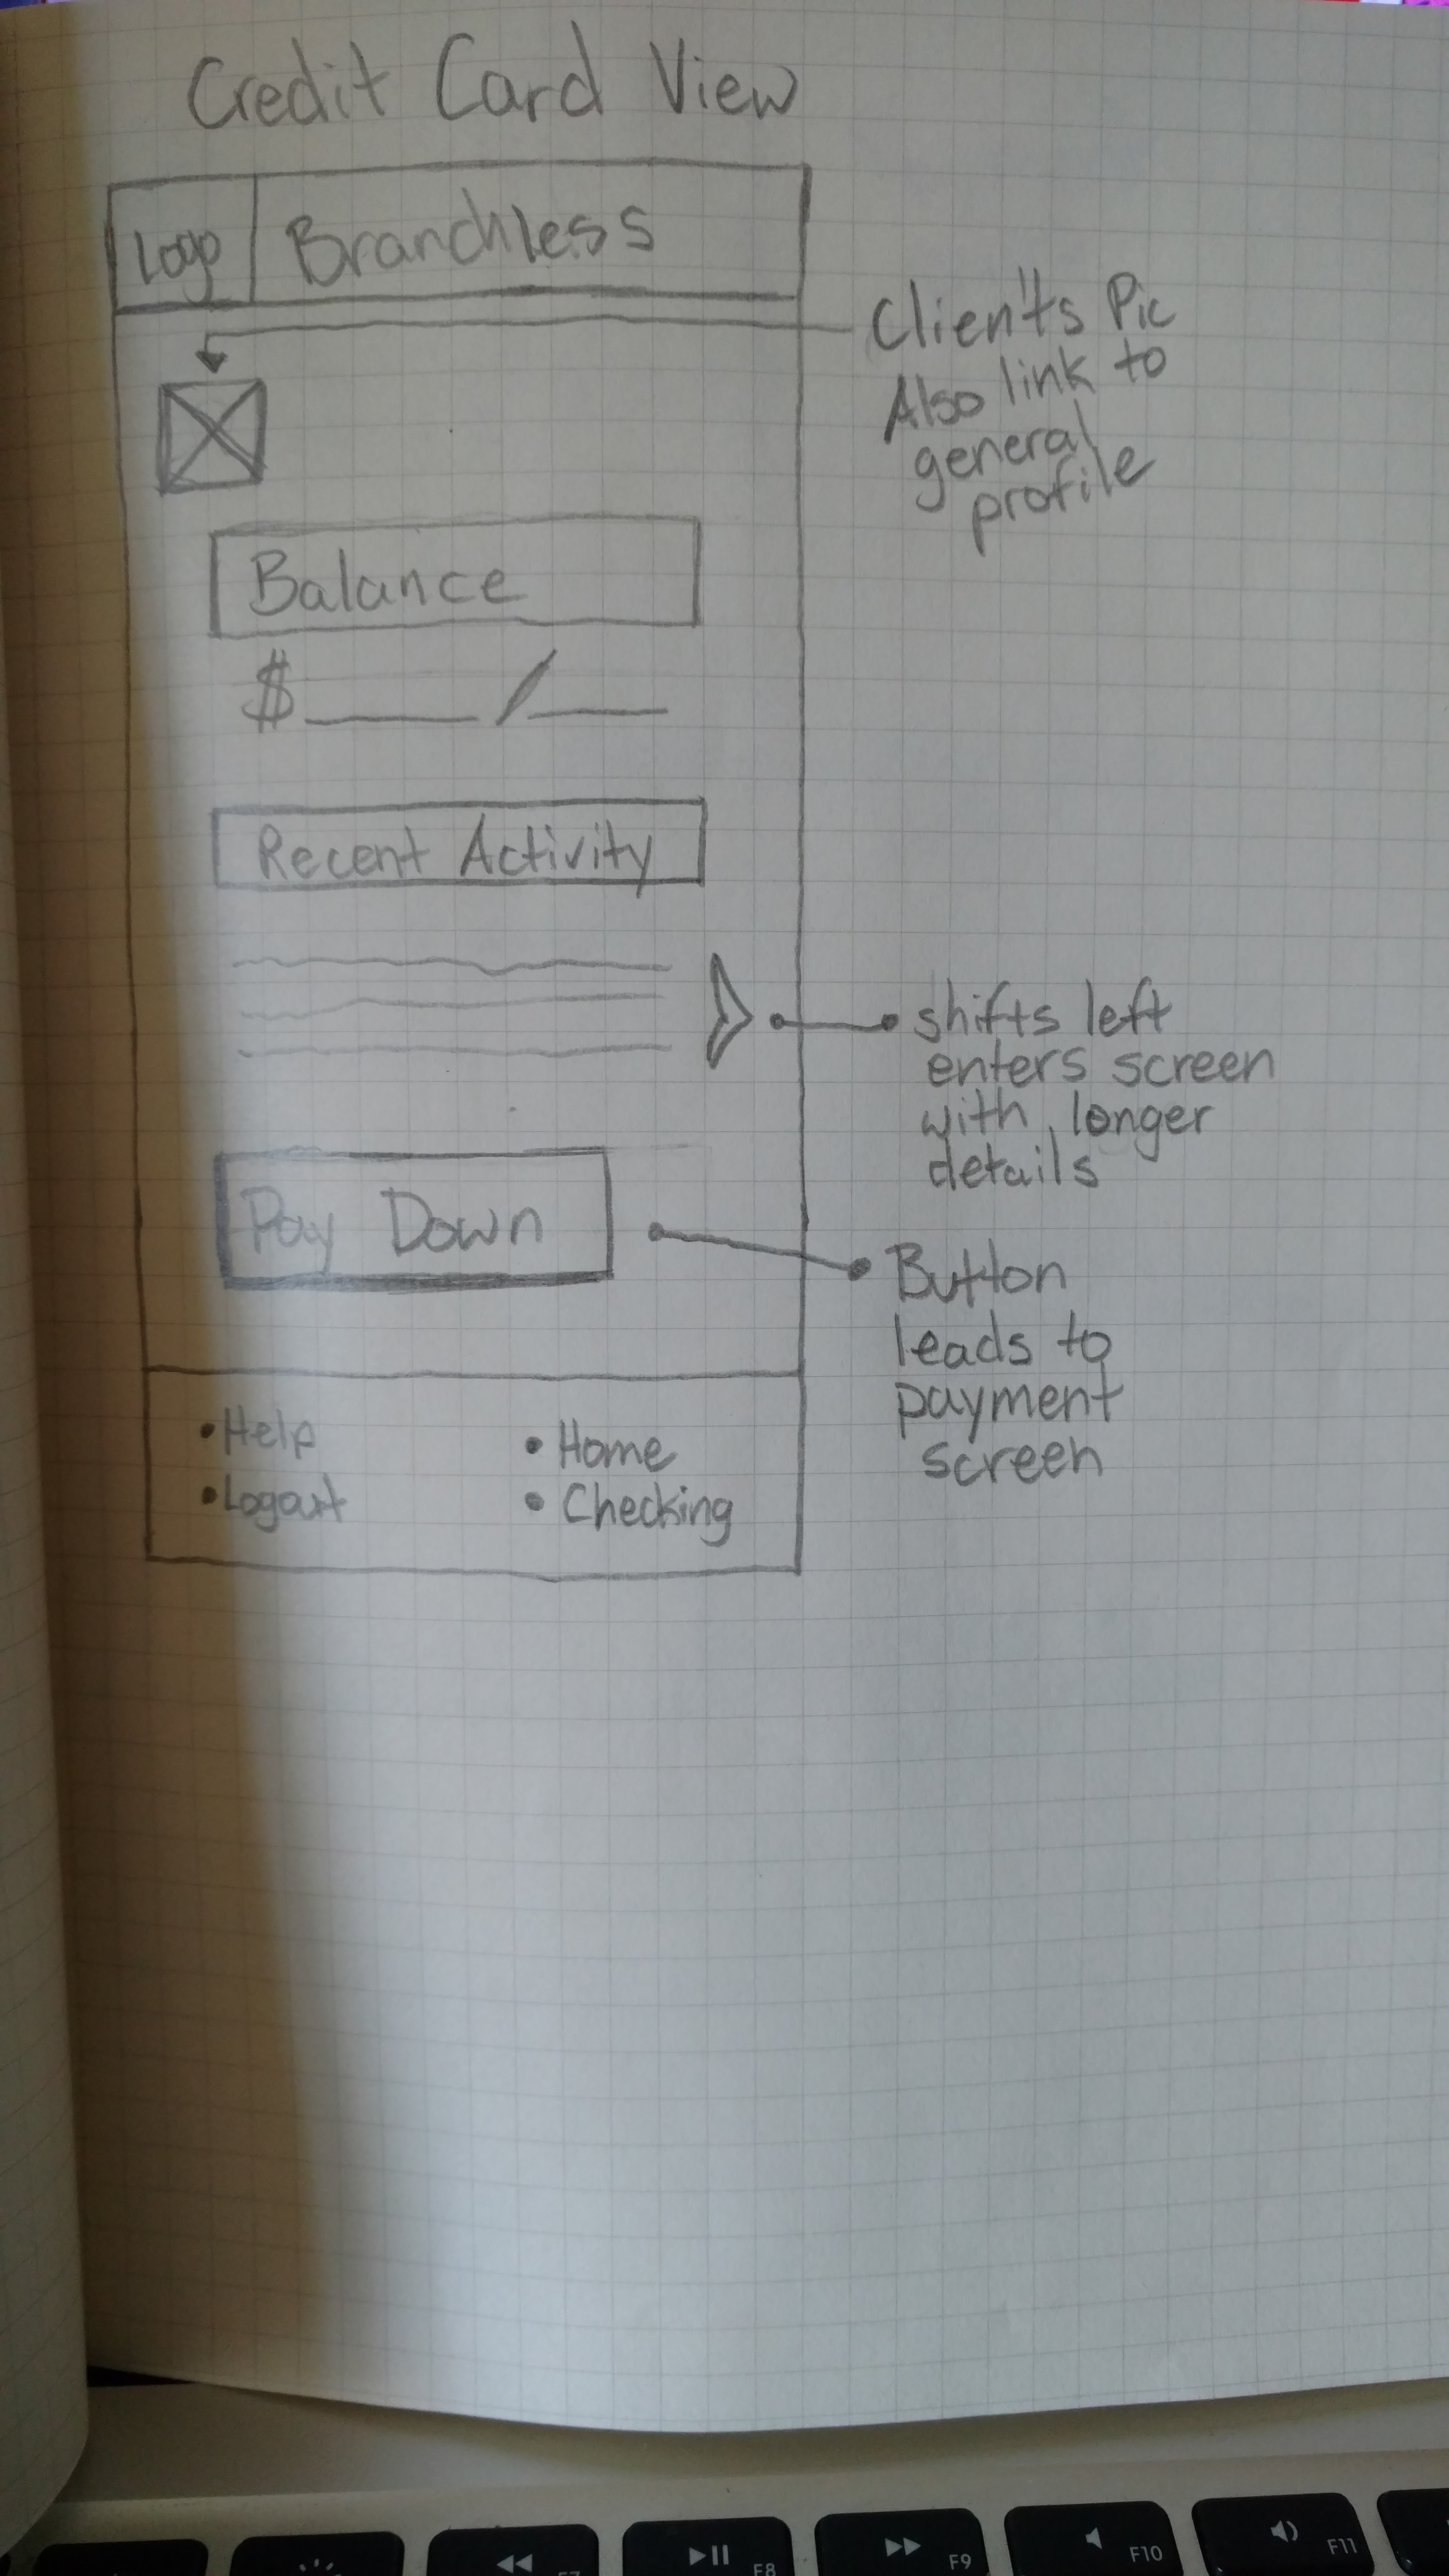 Credit Card View
Logo Branchless
Client's Pic
Also link to
general
profile
Balance
$ /
Recent Activity
shifts left
enters screen
with longer
details
Pay Down
Button
leads to
payment
screen
• Help • Home
• Logout • Checking
F7 F8 F9 F10 F11